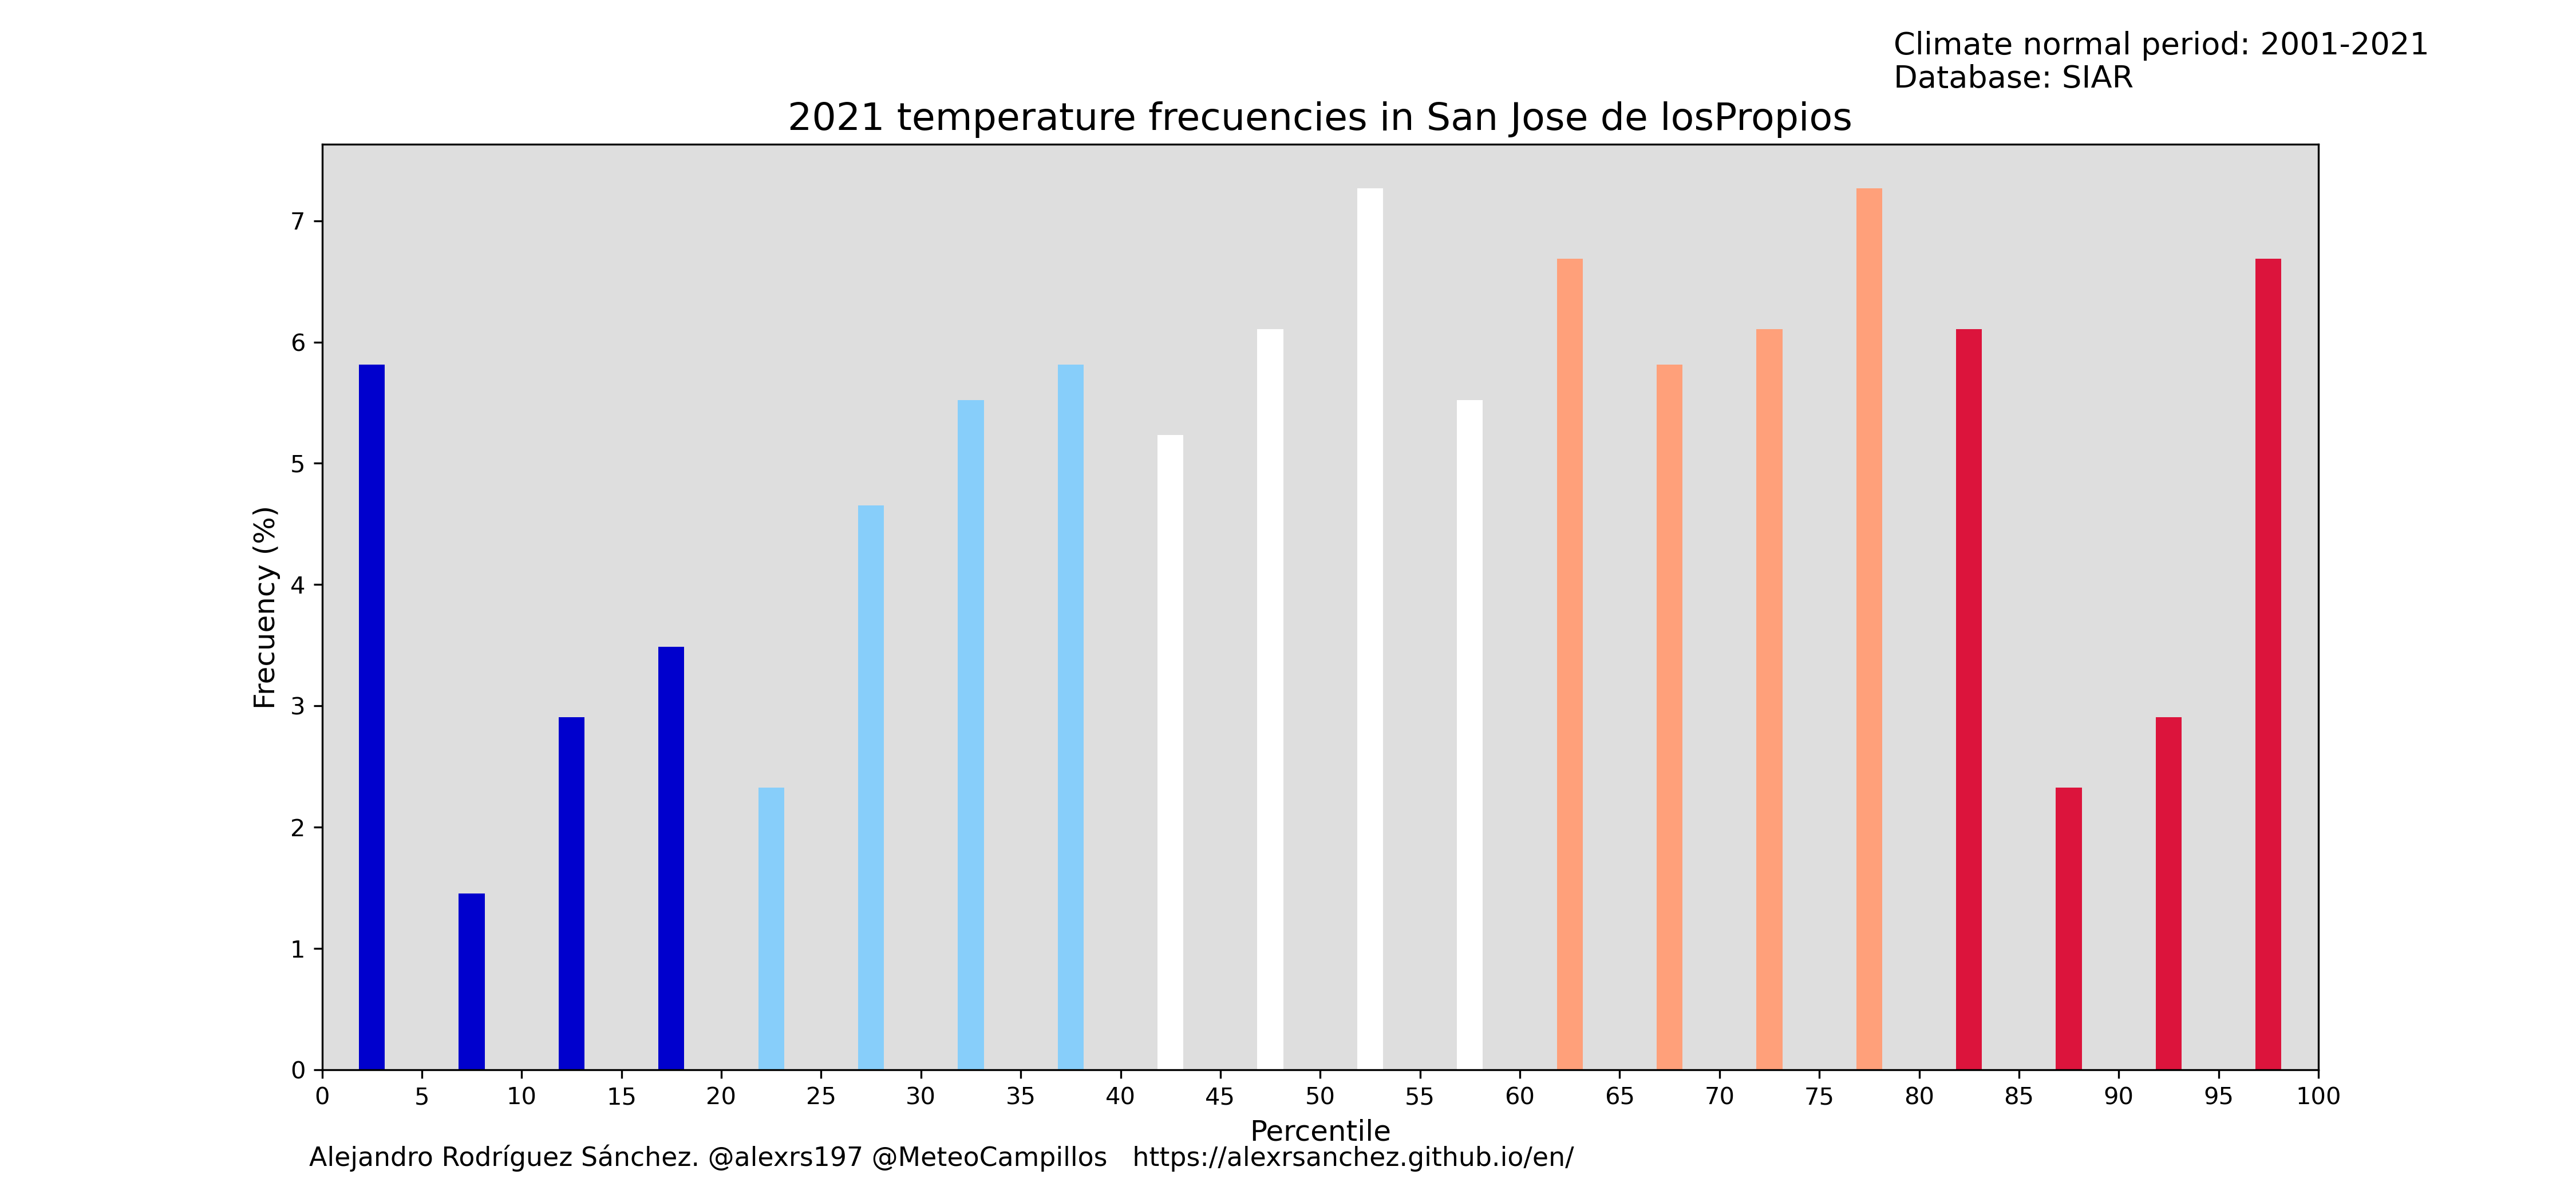 Climate normal period: 2001-2021
Database: SIAR
2021 temperature frecuencies in San Jose de losPropios
Frecuency (%)
7
6
5
4
3
2
1
0
0 5 10 15 20 25 30 35 40 45 50 55 60 65 70 75 80 85 90 95 100
Percentile
Alejandro Rodríguez Sánchez. @alexrs197 @MeteoCampillos https://alexrsanchez.github.io/en/